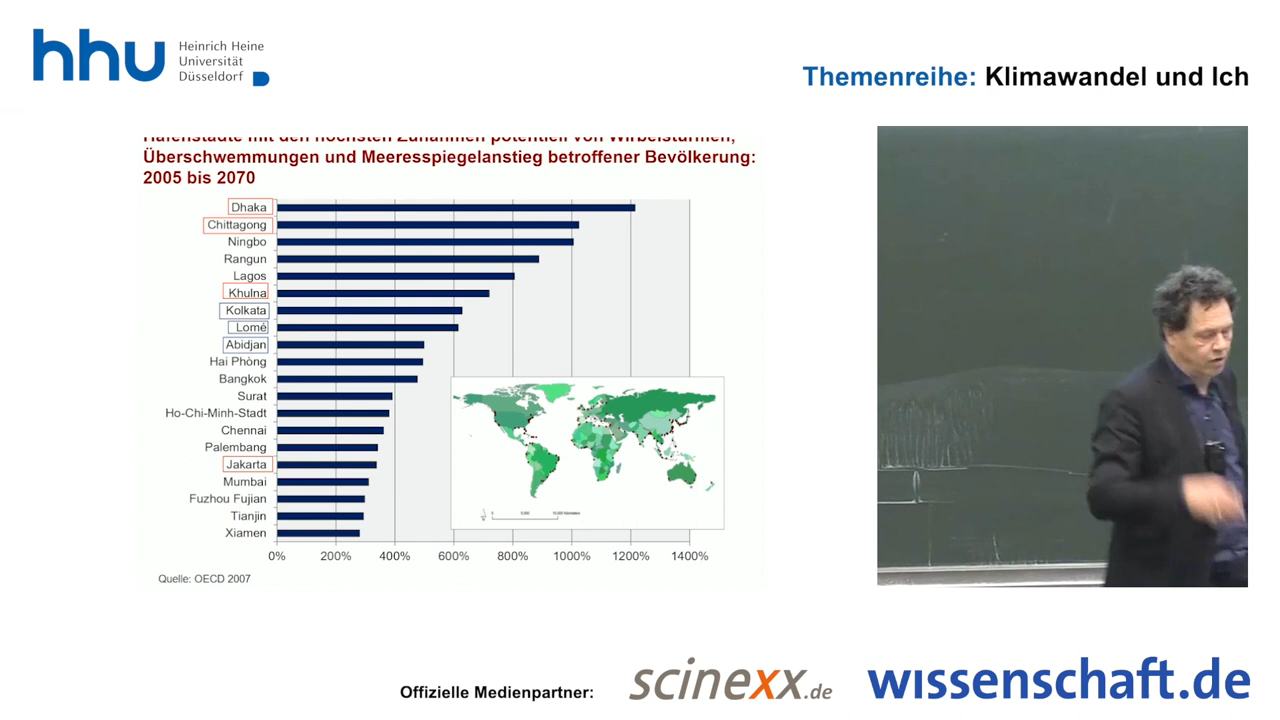 hhu
Heinrich Heine
Universität
Düsseldorf
Themenreihe: Klimawandel und Ich
Hafenstädte mit den höchsten Zunahmen potentiell von Wirbelstürmen,
Überschwemmungen und Meeresspiegelanstieg betroffener Bevölkerung:
2005 bis 2070
Dhaka
Chittagong
Ningbo
Rangun
Lagos
Khulna
Kolkata
Lomé
Abidjan
Hai Phòng
Bangkok
Surat
Ho-Chi-Minh-Stadt
Chennai
Palembang
Jakarta
Mumbai
Fuzhou Fujian
Tianjin
Xiamen
0% 200% 400% 600% 800% 1000% 1200% 1400%
Quelle: OECD 2007
Offizielle Medienpartner:
scinexx.de
wissenschaft.de